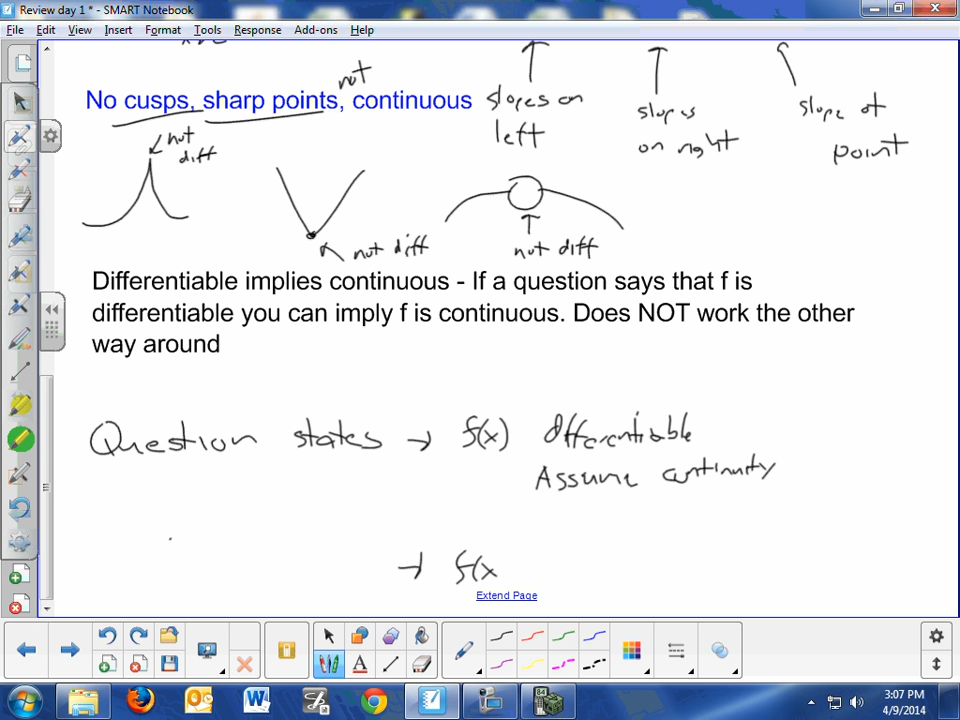 Review day 1 * - SMART Notebook
File Edit View Insert Format Tools Response Add-ons Help
not
No cusps, sharp points, continuous
slopes on
left
slopes
on right
slope at
point
not
diff
not diff
not diff
Differentiable implies continuous - If a question says that f is
differentiable you can imply f is continuous. Does NOT work the other
way around
Question states → f(x) differentiable
Assume continuity
→ f(x
Extend Page
3:07 PM
4/9/2014